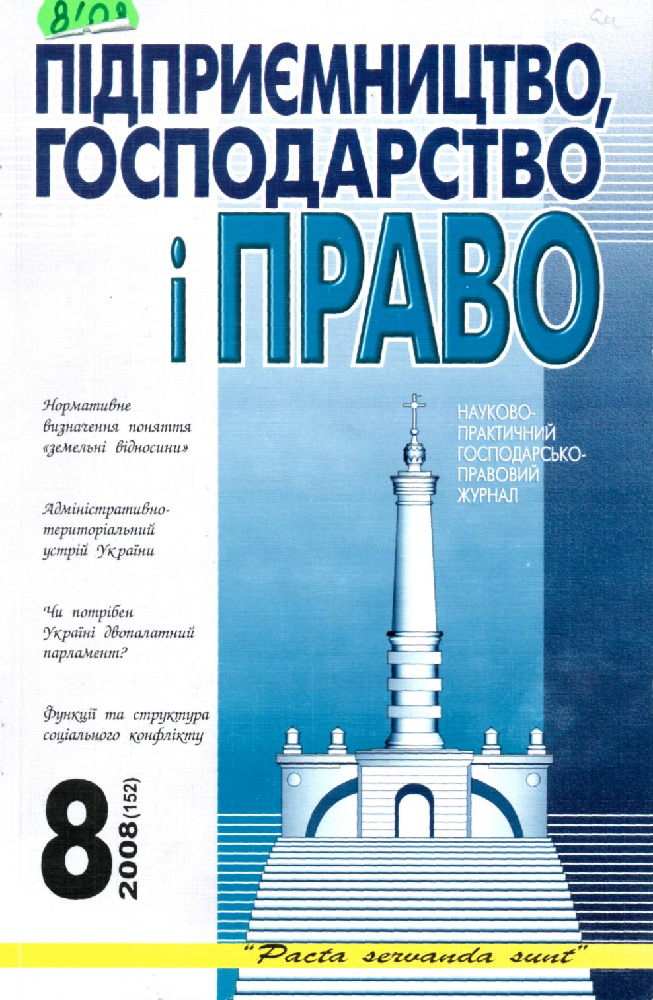 8/08
ПІДПРИЄМНИЦТВО,
ГОСПОДАРСТВО
і ПРАВО
Нормативне
визначення поняття
«земельні відносини»
НАУКОВО-
ПРАКТИЧНИЙ
ГОСПОДАРСЬКО-
ПРАВОВИЙ
ЖУРНАЛ
Адміністративно-
територіальний
устрій України
Чи потрібен
Україні двопалатний
парламент?
Функції та структура
соціального конфлікту
8
2008 (152)
"Pacta servanda sunt"